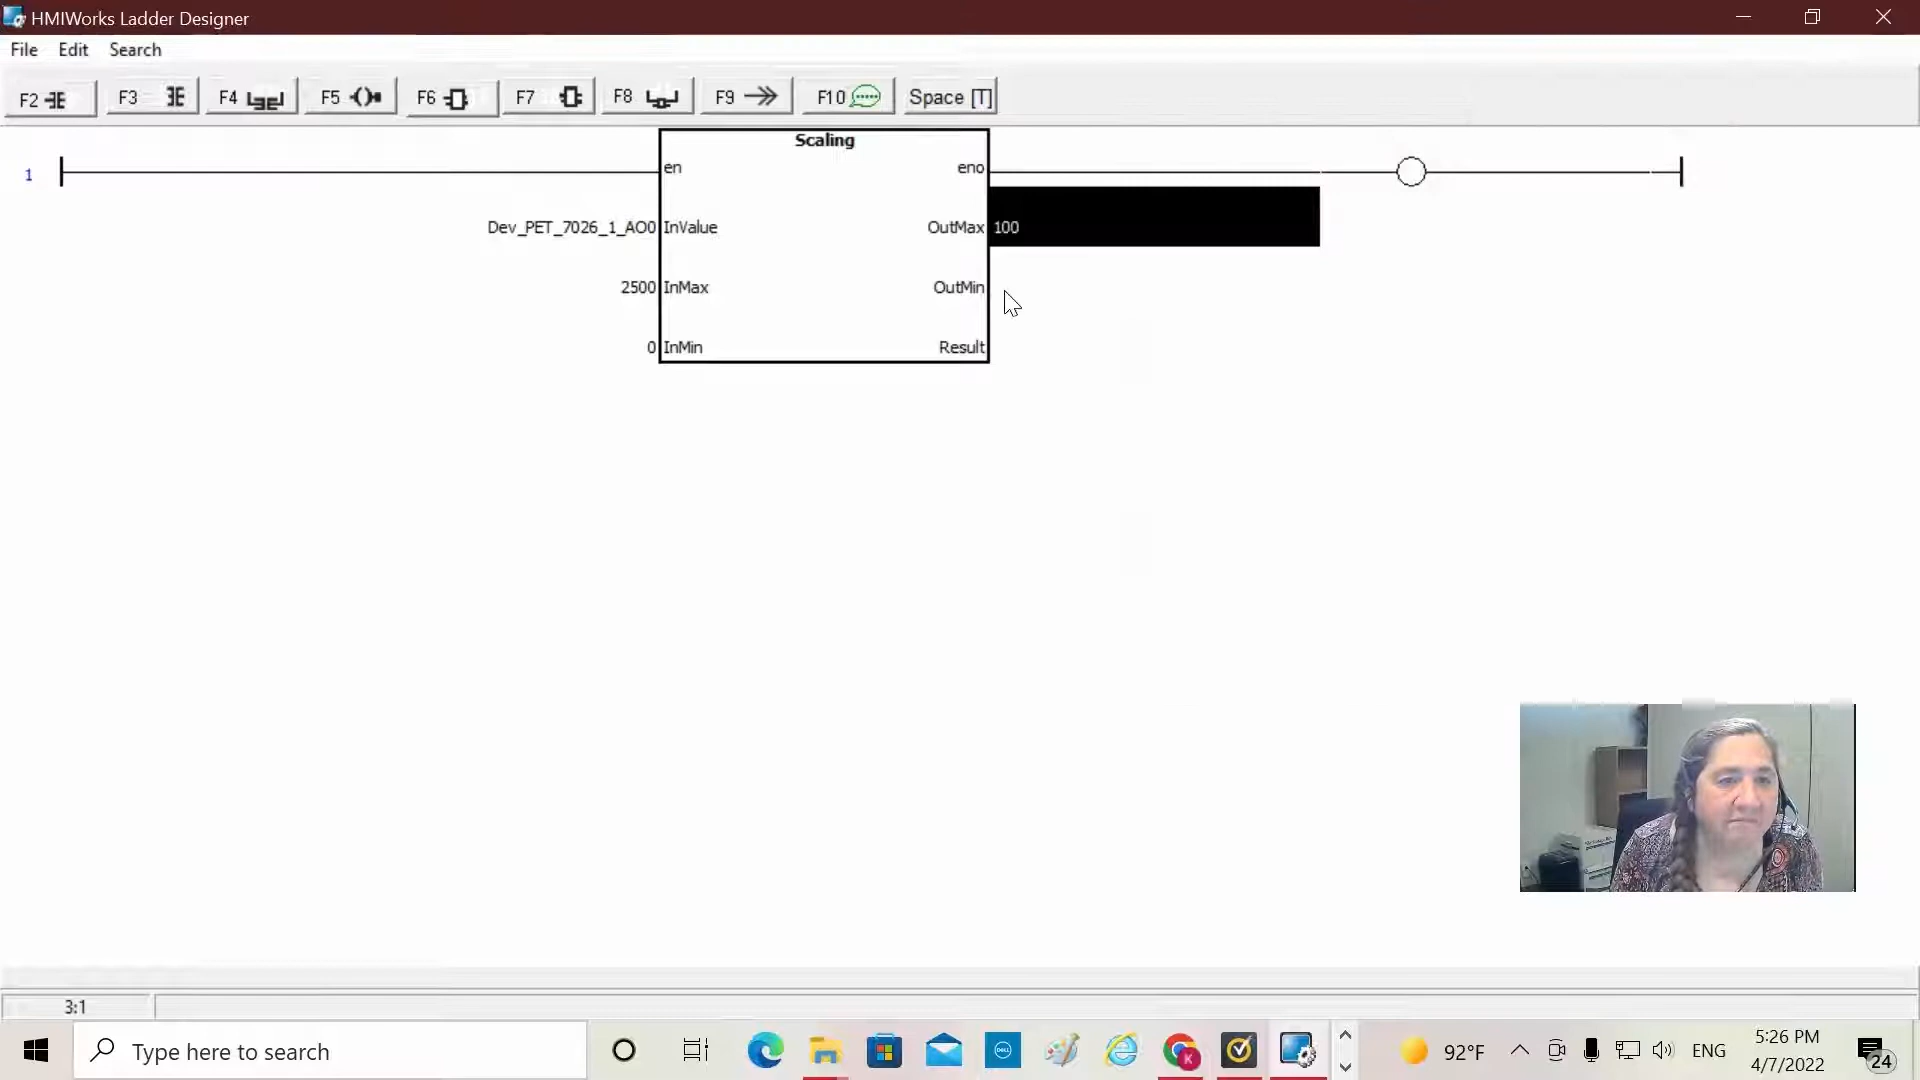 HMIWorks Ladder Designer
File Edit Search
F2 F3 F4 F5 F6 F7 F8 F9 F10 Space [T]
Scaling
1 en eno
Dev_PET_7026_1_AO0 InValue OutMax 100
2500 InMax OutMin
0 InMin Result
3:1
Type here to search
DELL
K
92°F
ENG
5:26 PM
4/7/2022
24